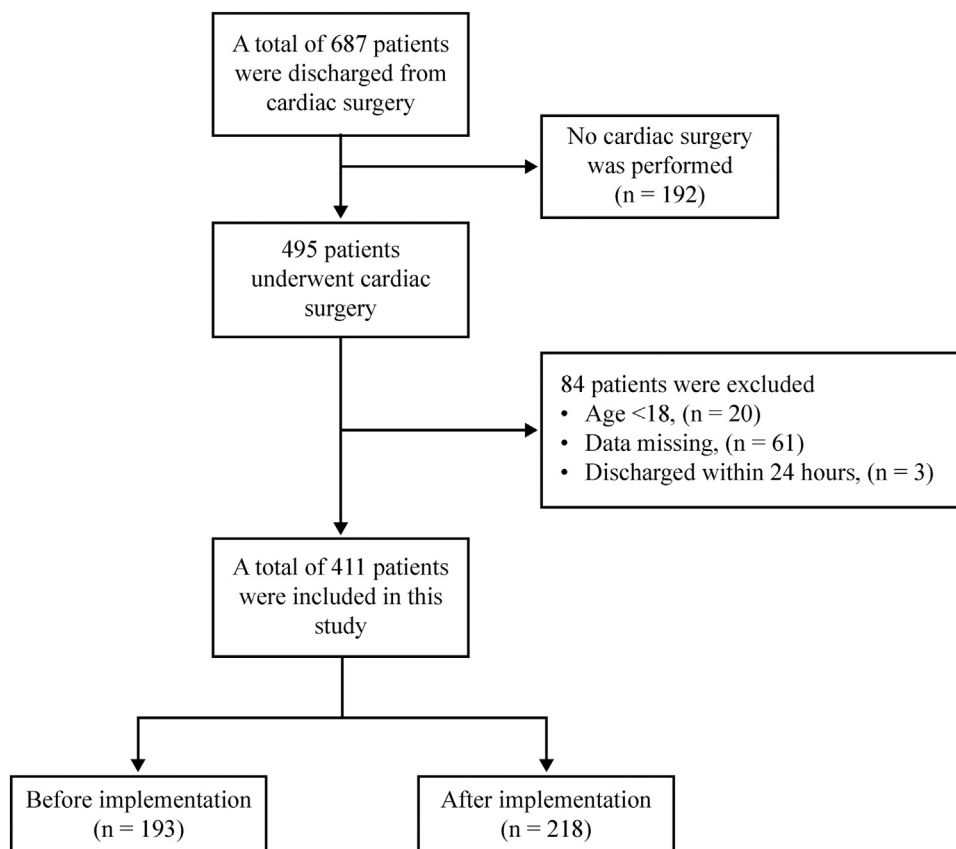 A total of 687 patients
were discharged from
cardiac surgery
No cardiac surgery
was performed
(n = 192)
495 patients
underwent cardiac
surgery
84 patients were excluded
• Age <18, (n = 20)
• Data missing, (n = 61)
• Discharged within 24 hours, (n = 3)
A total of 411 patients
were included in this
study
Before implementation
(n = 193)
After implementation
(n = 218)